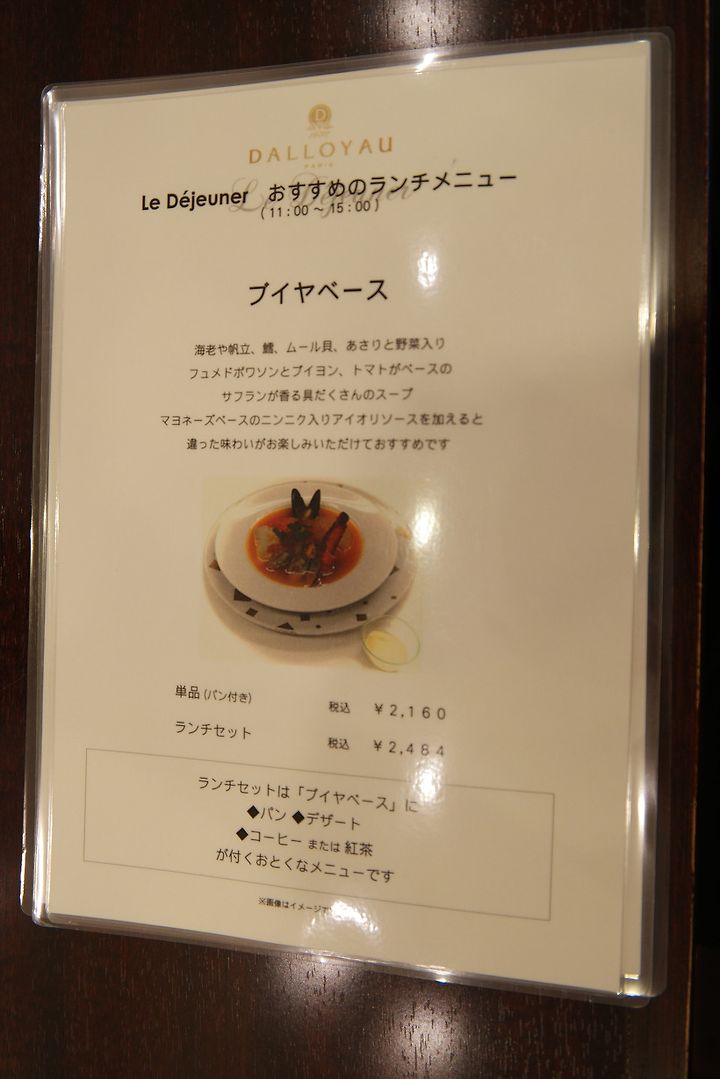 D
DALLOYAU
PARIS
Le Déjeuner おすすめのランチメニュー
( 11:00 ～ 15:00 )
ブイヤベース
海老や帆立、鱈、ムール貝、あさりと野菜入り
フュメドポワソンとブイヨン、トマトがベースの
サフランが香る具だくさんのスープ
マヨネーズベースのニンニク入りアイオリソースを加えると
違った味わいがお楽しみいただけておすすめです
単品 (パン付き) 税込 ¥2,160
ランチセット 税込 ¥2,484
ランチセットは「ブイヤベース」に
◆パン ◆デザート
◆コーヒー または 紅茶
が付くおとくなメニューです
※画像はイメージで